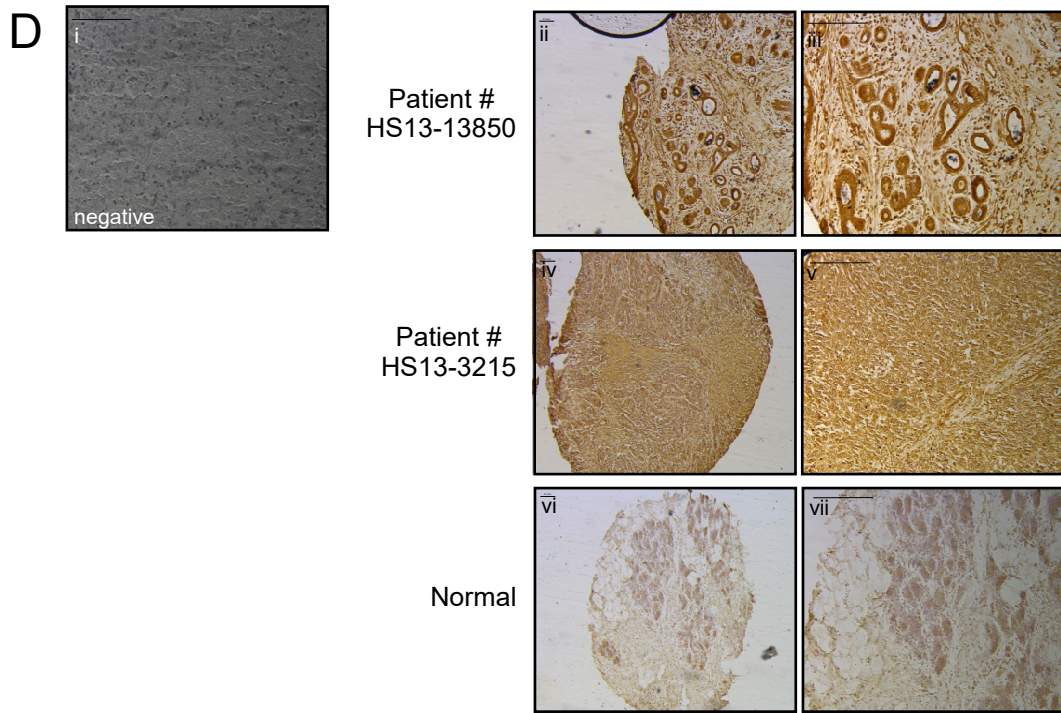 D
i
negative
Patient #
HS13-13850
ii
iii
Patient #
HS13-3215
iv
v
Normal
vi
vii